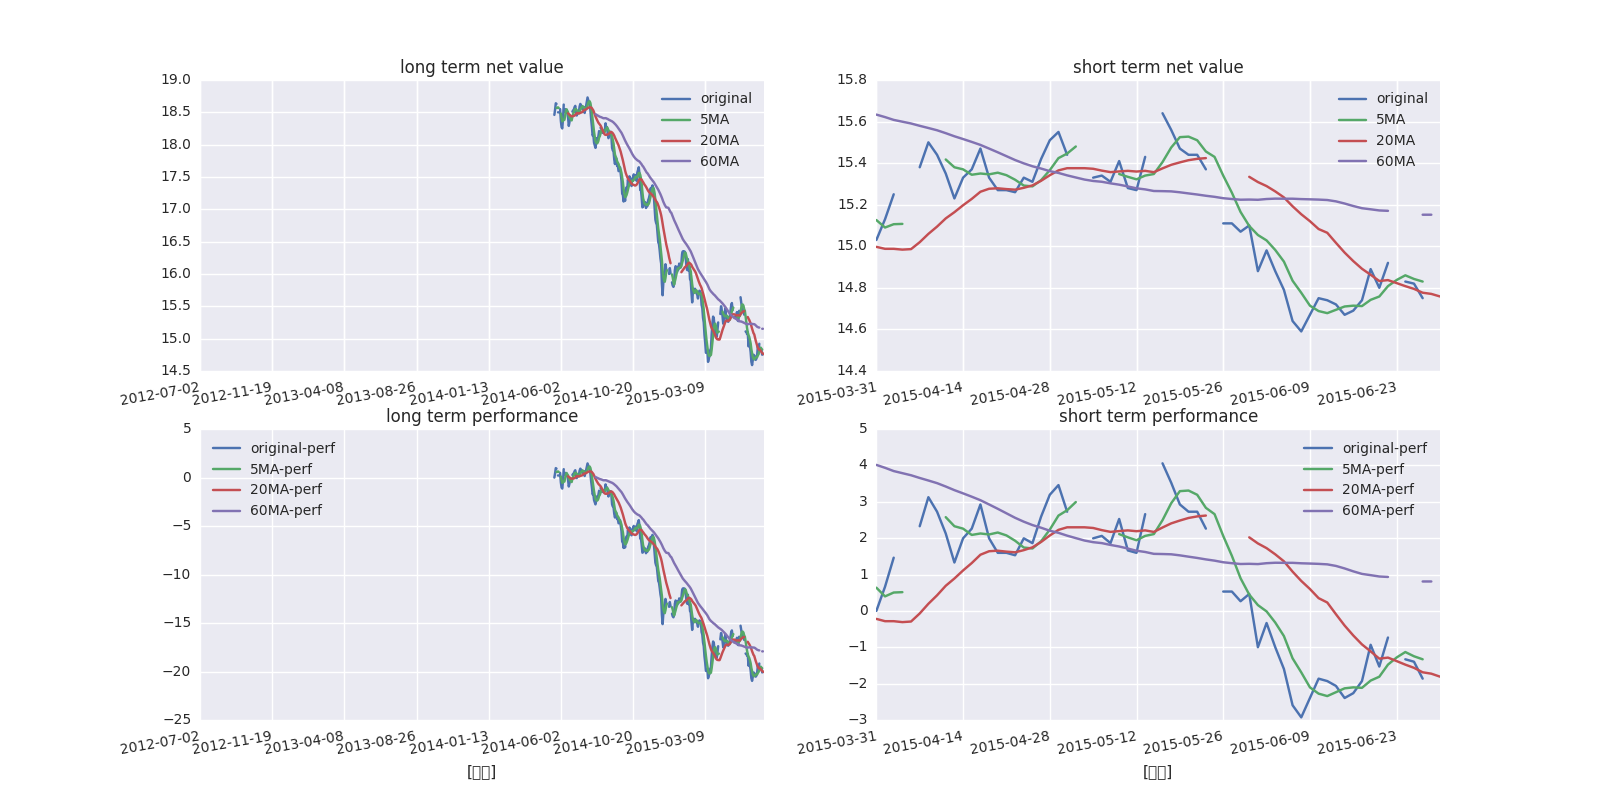 long term net value
19.0
18.5
18.0
17.5
17.0
16.5
16.0
15.5
15.0
14.5
original
5MA
20MA
60MA
2012-07-02 2012-11-19 2013-04-08 2013-08-26 2014-01-13 2014-06-02 2014-10-20 2015-03-09
short term net value
15.8
15.6
15.4
15.2
15.0
14.8
14.6
14.4
original
5MA
20MA
60MA
2015-03-31 2015-04-14 2015-04-28 2015-05-12 2015-05-26 2015-06-09 2015-06-23
long term performance
5
0
−5
−10
−15
−20
−25
original-perf
5MA-perf
20MA-perf
60MA-perf
2012-07-02 2012-11-19 2013-04-08 2013-08-26 2014-01-13 2014-06-02 2014-10-20 2015-03-09
short term performance
5
4
3
2
1
0
−1
−2
−3
original-perf
5MA-perf
20MA-perf
60MA-perf
2015-03-31 2015-04-14 2015-04-28 2015-05-12 2015-05-26 2015-06-09 2015-06-23